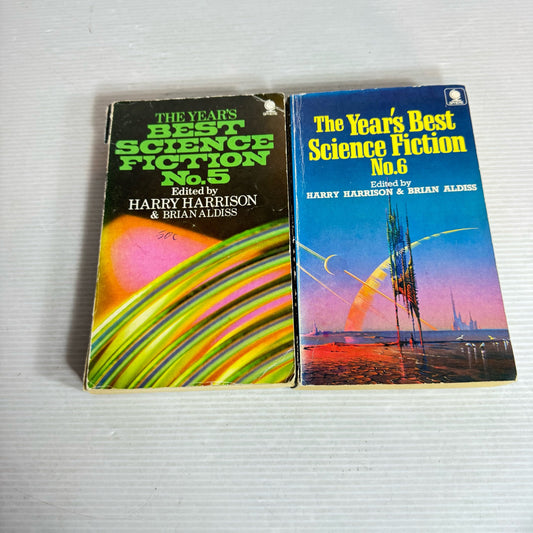 THE YEAR'S
BEST
SCIENCE
FICTION
No.5
Edited by
HARRY HARRISON
& BRIAN ALDISS
50c
The Year's Best
Science Fiction
No.6
Edited by
HARRY HARRISON & BRIAN ALDISS